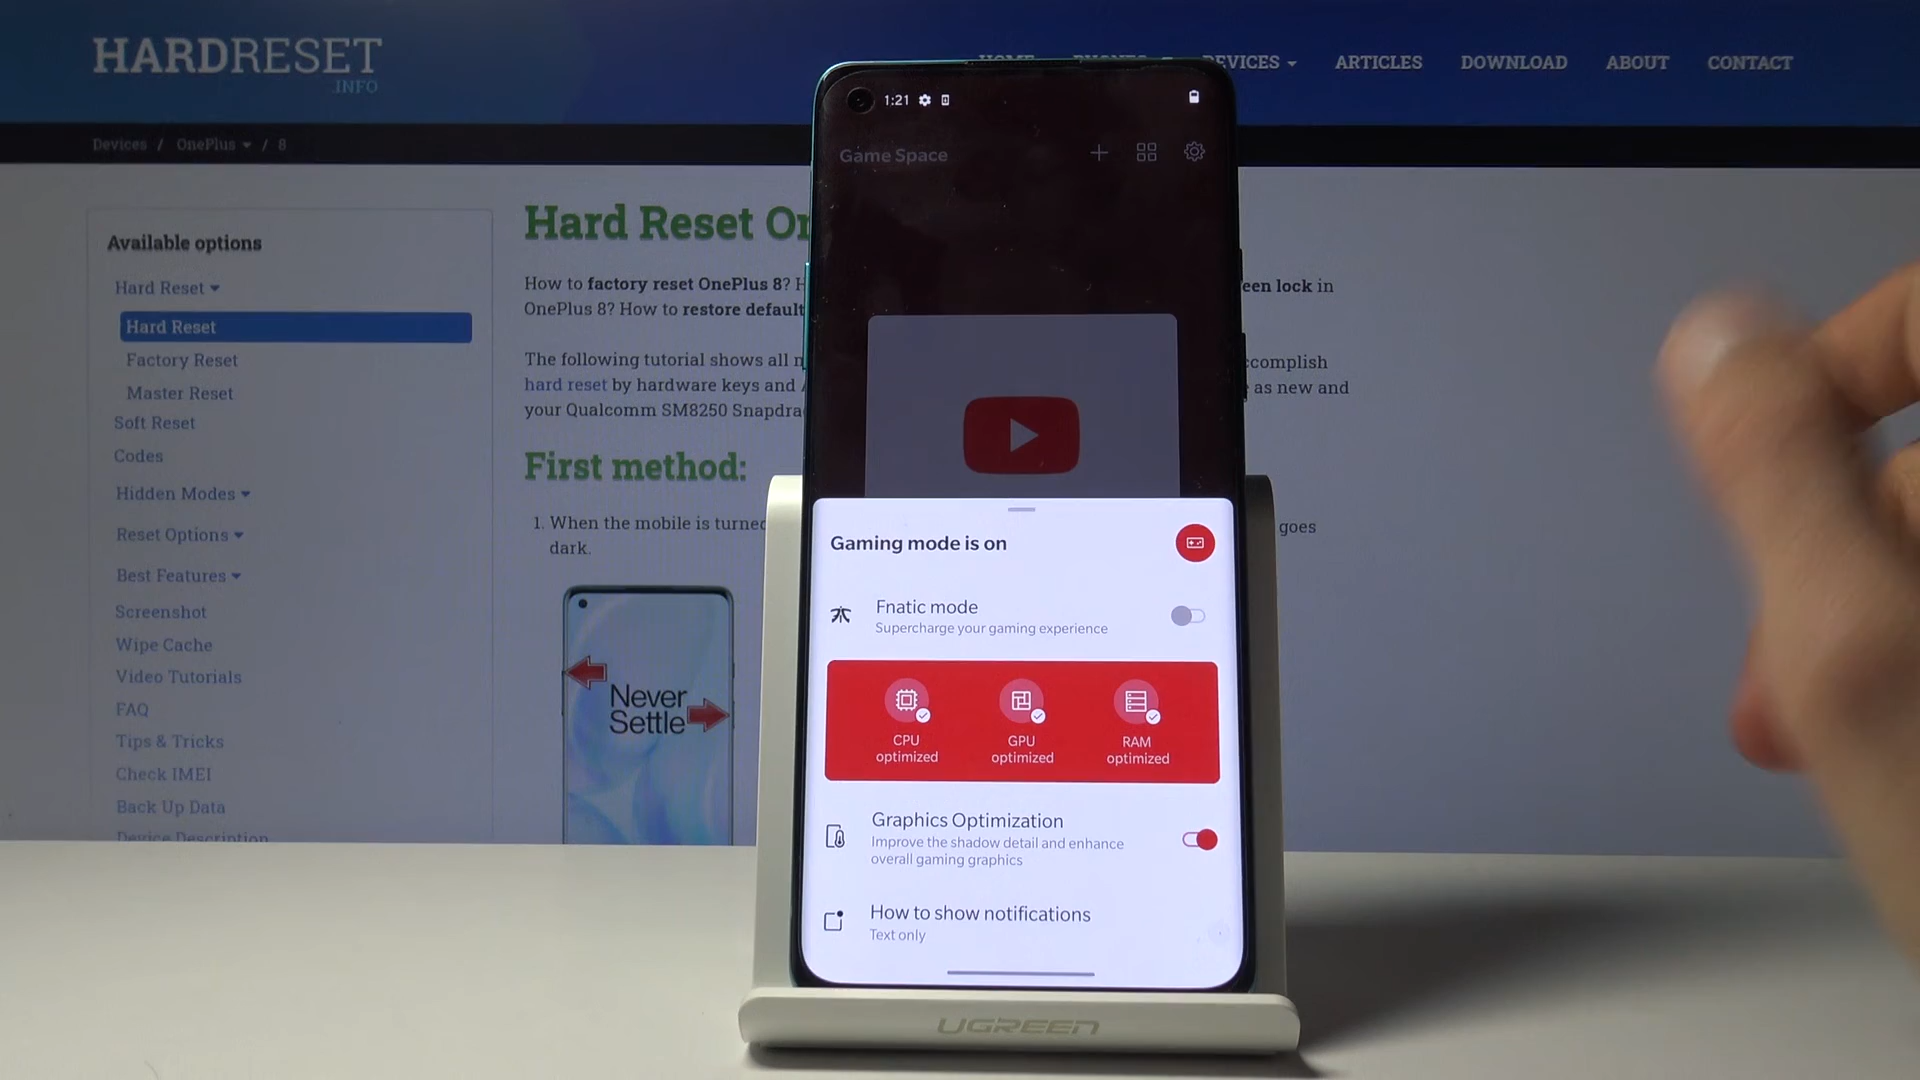 HARDRESET
.INFO
HOME
PHONES
DEVICES
ARTICLES
DOWNLOAD
ABOUT
CONTACT
Devices / OnePlus / 8
Available options
Hard Reset
Hard Reset
Factory Reset
Master Reset
Soft Reset
Codes
Hidden Modes
Reset Options
Best Features
Screenshot
Wipe Cache
Video Tutorials
FAQ
Tips & Tricks
Check IMEI
Back Up Data
Device Description
Hard Reset
How to factory reset OnePlus 8?
een lock in
OnePlus 8? How to restore default
The following tutorial shows all
ccomplish
hard reset by hardware keys and
as new and
your Qualcomm SM8250 Snapdra
First method:
1. When the mobile is turned
goes
dark.
Never
Settle
1:21
Game Space
Gaming mode is on
Fnatic mode
Supercharge your gaming experience
CPU
optimized
GPU
optimized
RAM
optimized
Graphics Optimization
Improve the shadow detail and enhance
overall gaming graphics
How to show notifications
Text only
UGREEN